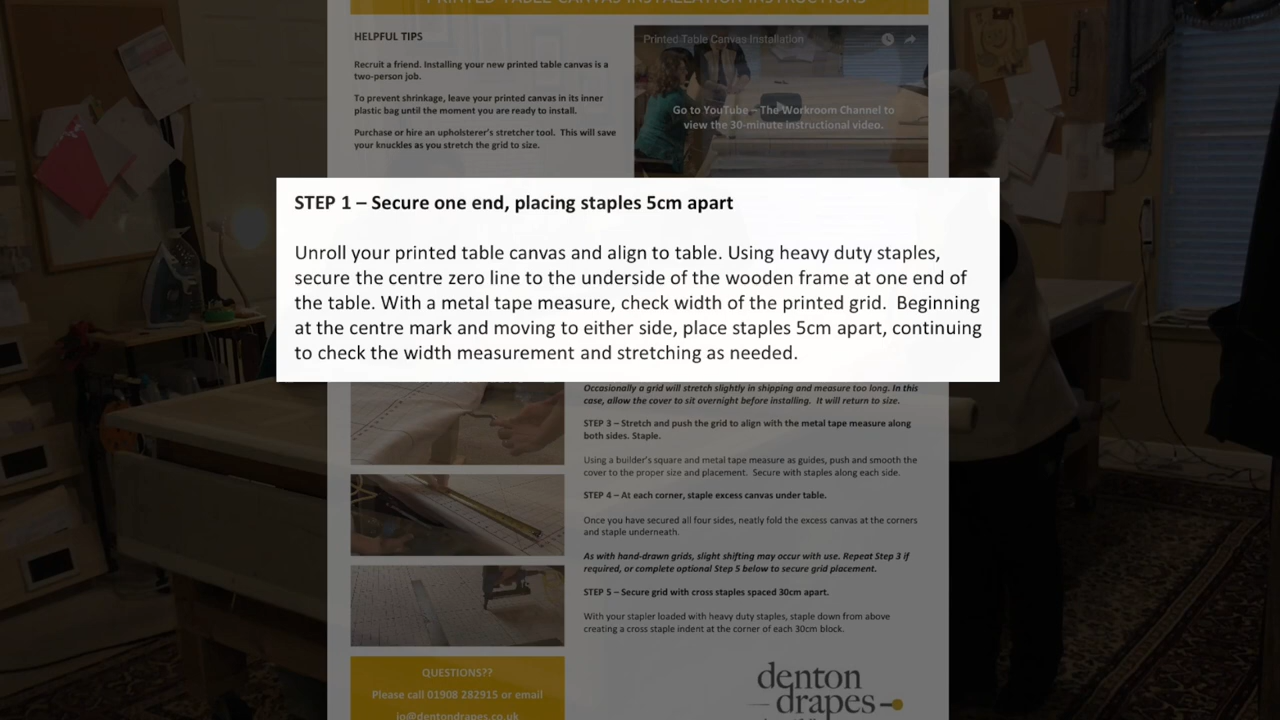 PRINTED TABLE CANVAS INSTALLATION INSTRUCTIONS
HELPFUL TIPS
Recruit a friend. Installing your new printed table canvas is a
two-person job.
To prevent shrinkage, leave your printed canvas in its inner
plastic bag until the moment you are ready to install.
Purchase or hire an upholsterer's stretcher tool.  This will save
your knuckles as you stretch the grid to size.
Printed Table Canvas Installation
Go to YouTube – The Workroom Channel to
view the 30-minute instructional video.
STEP 1 – Secure one end, placing staples 5cm apart
Unroll your printed table canvas and align to table. Using heavy duty staples,
secure the centre zero line to the underside of the wooden frame at one end of
the table. With a metal tape measure, check width of the printed grid.  Beginning
at the centre mark and moving to either side, place staples 5cm apart, continuing
to check the width measurement and stretching as needed.
Occasionally a grid will stretch slightly in shipping and measure too long. In this
case, allow the cover to sit overnight before installing.  It will return to size.
STEP 3 – Stretch and push the grid to align with the metal tape measure along
both sides. Staple.
Using a builder's square and metal tape measure as guides, push and smooth the
cover to the proper size and placement.  Secure with staples along each side.
STEP 4 – At each corner, staple excess canvas under table.
Once you have secured all four sides, neatly fold the excess canvas at the corners
and staple underneath.
As with hand-drawn grids, slight shifting may occur with use. Repeat Step 3 if
required, or complete optional Step 5 below to secure grid placement.
STEP 5 – Secure grid with cross staples spaced 30cm apart.
With your stapler loaded with heavy duty staples, staple down from above
creating a cross staple indent at the corner of each 30cm block.
QUESTIONS??
Please call 01908 282915 or email
jo@dentondrapes.co.uk
denton
drapes